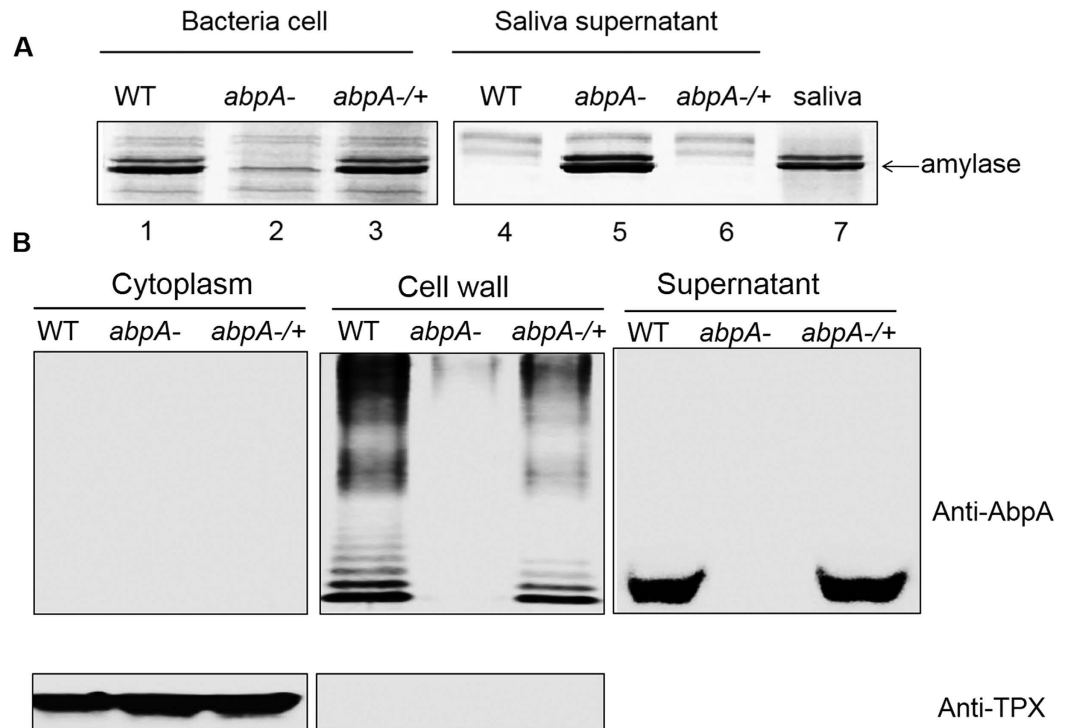 A
Bacteria cell
Saliva supernatant
WT abpA- abpA-/+
WT abpA- abpA-/+ saliva
amylase
1 2 3 4 5 6 7
B
Cytoplasm
Cell wall
Supernatant
WT abpA- abpA-/+
WT abpA- abpA-/+
WT abpA- abpA-/+
Anti-AbpA
Anti-TPX